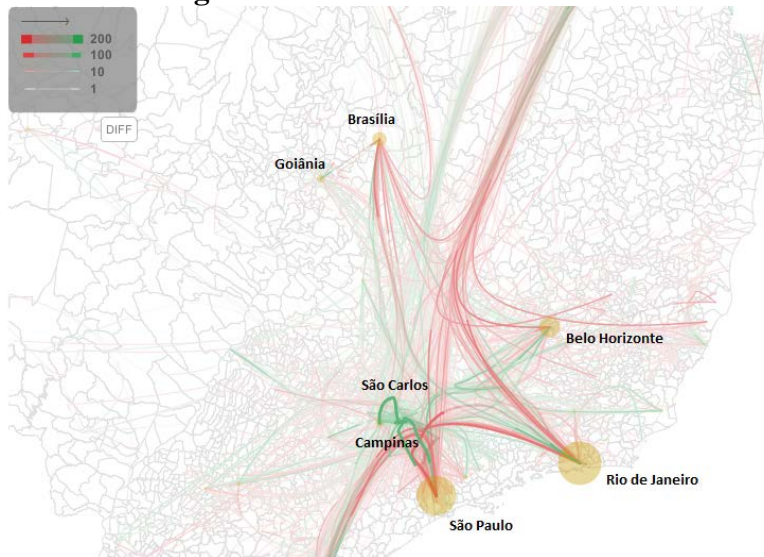 200
100
10
1
DIFF
Brasília
Goiânia
Belo Horizonte
São Carlos
Campinas
Rio de Janeiro
São Paulo